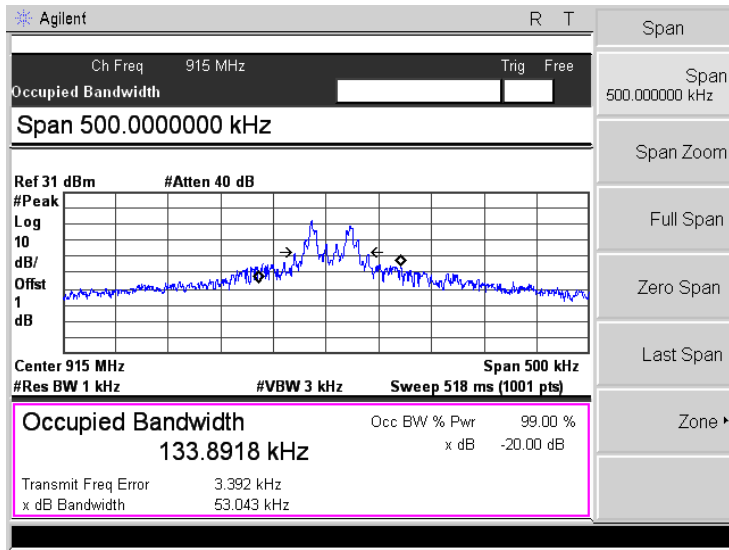 Agilent R T
Ch Freq 915 MHz Trig Free
Occupied Bandwidth
Span 500.0000000 kHz
Ref 31 dBm #Atten 40 dB
#Peak
Log
10
dB/
Offst
1
dB
Center 915 MHz Span 500 kHz
#Res BW 1 kHz #VBW 3 kHz Sweep 518 ms (1001 pts)
Occupied Bandwidth Occ BW % Pwr 99.00 %
133.8918 kHz x dB -20.00 dB
Transmit Freq Error 3.392 kHz
x dB Bandwidth 53.043 kHz
Span
Span
500.000000 kHz
Span Zoom
Full Span
Zero Span
Last Span
Zone